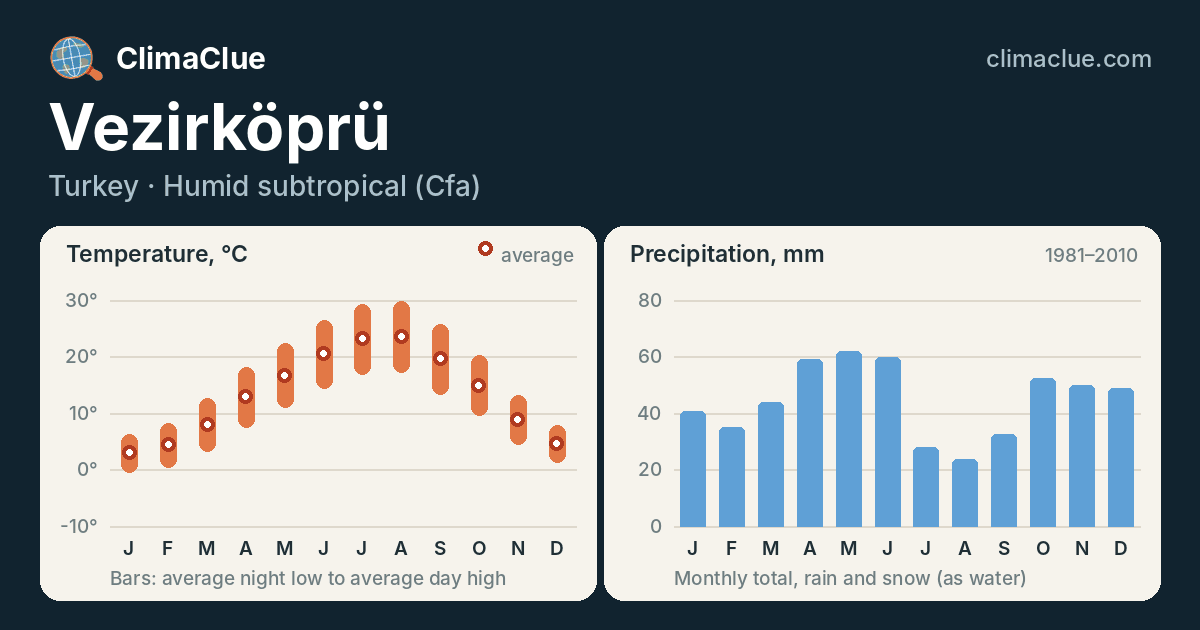 ClimaClue
climaclue.com
Vezirköprü
Turkey · Humid subtropical (Cfa)
Temperature, °C
average
30°
20°
10°
0°
-10°
J F M A M J J A S O N D
Bars: average night low to average day high
Precipitation, mm
1981–2010
80
60
40
20
0
J F M A M J J A S O N D
Monthly total, rain and snow (as water)